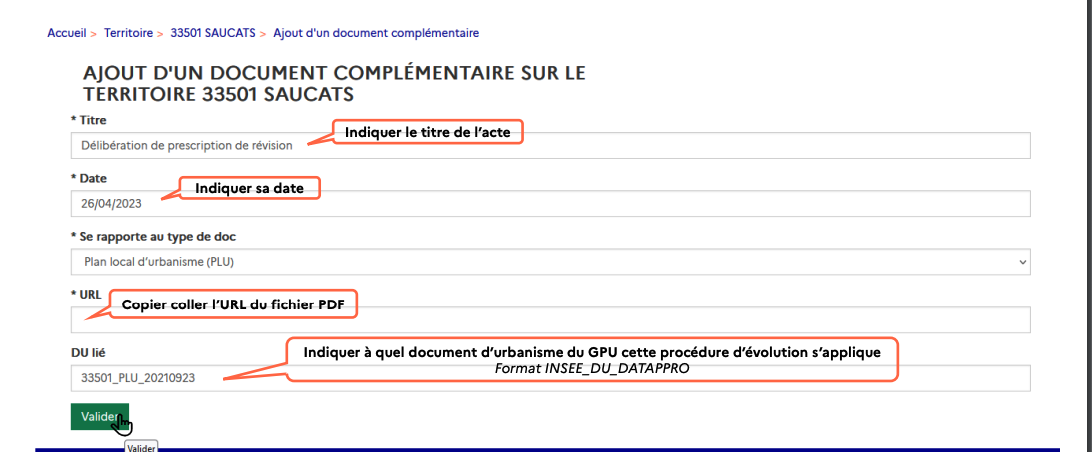 Accueil > Territoire > 33501 SAUCATS > Ajout d'un document complémentaire
AJOUT D'UN DOCUMENT COMPLÉMENTAIRE SUR LE
TERRITOIRE 33501 SAUCATS
* Titre
Indiquer le titre de l'acte
Délibération de prescription de révision
* Date
Indiquer sa date
26/04/2023
* Se rapporte au type de doc
Plan local d'urbanisme (PLU)
* URL
Copier coller l'URL du fichier PDF
DU lié
Indiquer à quel document d'urbanisme du GPU cette procédure d'évolution s'applique
Format INSEE_DU_DATAPPRO
33501_PLU_20210923
Valider
Valider